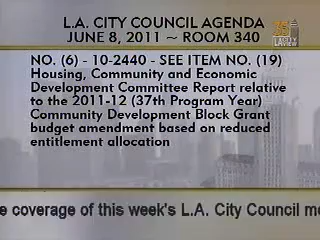 L.A. CITY COUNCIL AGENDA
JUNE 8, 2011 ~ ROOM 340
NO. (6) - 10-2440 - SEE ITEM NO. (19)
Housing, Community and Economic
Development Committee Report relative
to the 2011-12 (37th Program Year)
Community Development Block Grant
budget amendment based on reduced
entitlement allocation
e coverage of this week's L.A. City Council me